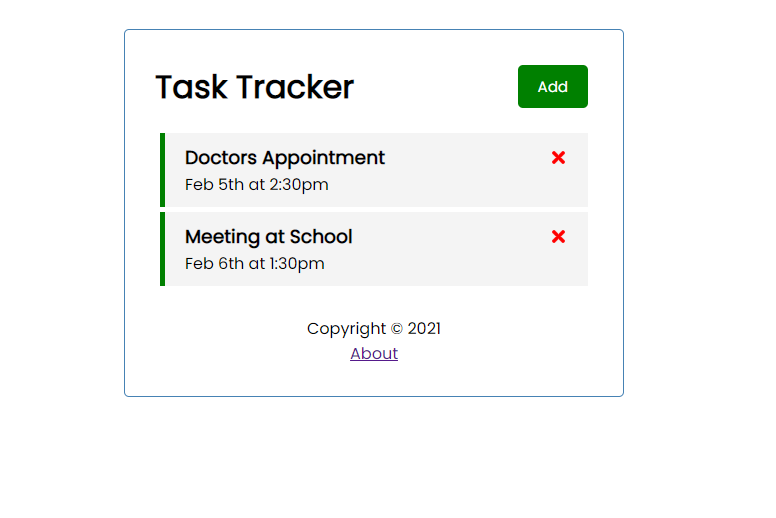 Task Tracker
Add
Doctors Appointment
Feb 5th at 2:30pm
Meeting at School
Feb 6th at 1:30pm
Copyright © 2021
About